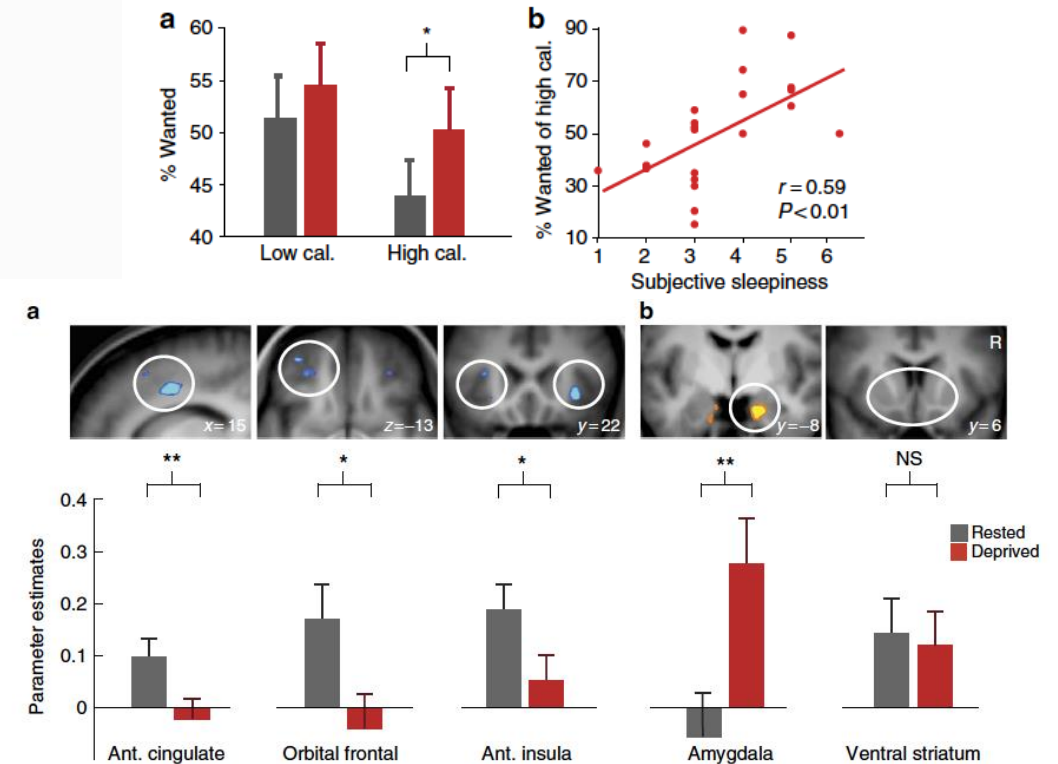 a
60
55
50
45
40
% Wanted
*
Low cal.
High cal.
b
90
70
50
30
10
% Wanted of high cal.
r=0.59
P<0.01
1 2 3 4 5 6
Subjective sleepiness
a
x=15
z=–13
y=22
b
y=–8
R
y=6
**
*
*
**
NS
0.4
0.3
0.2
0.1
0
Parameter estimates
Rested
Deprived
Ant. cingulate
Orbital frontal
Ant. insula
Amygdala
Ventral striatum